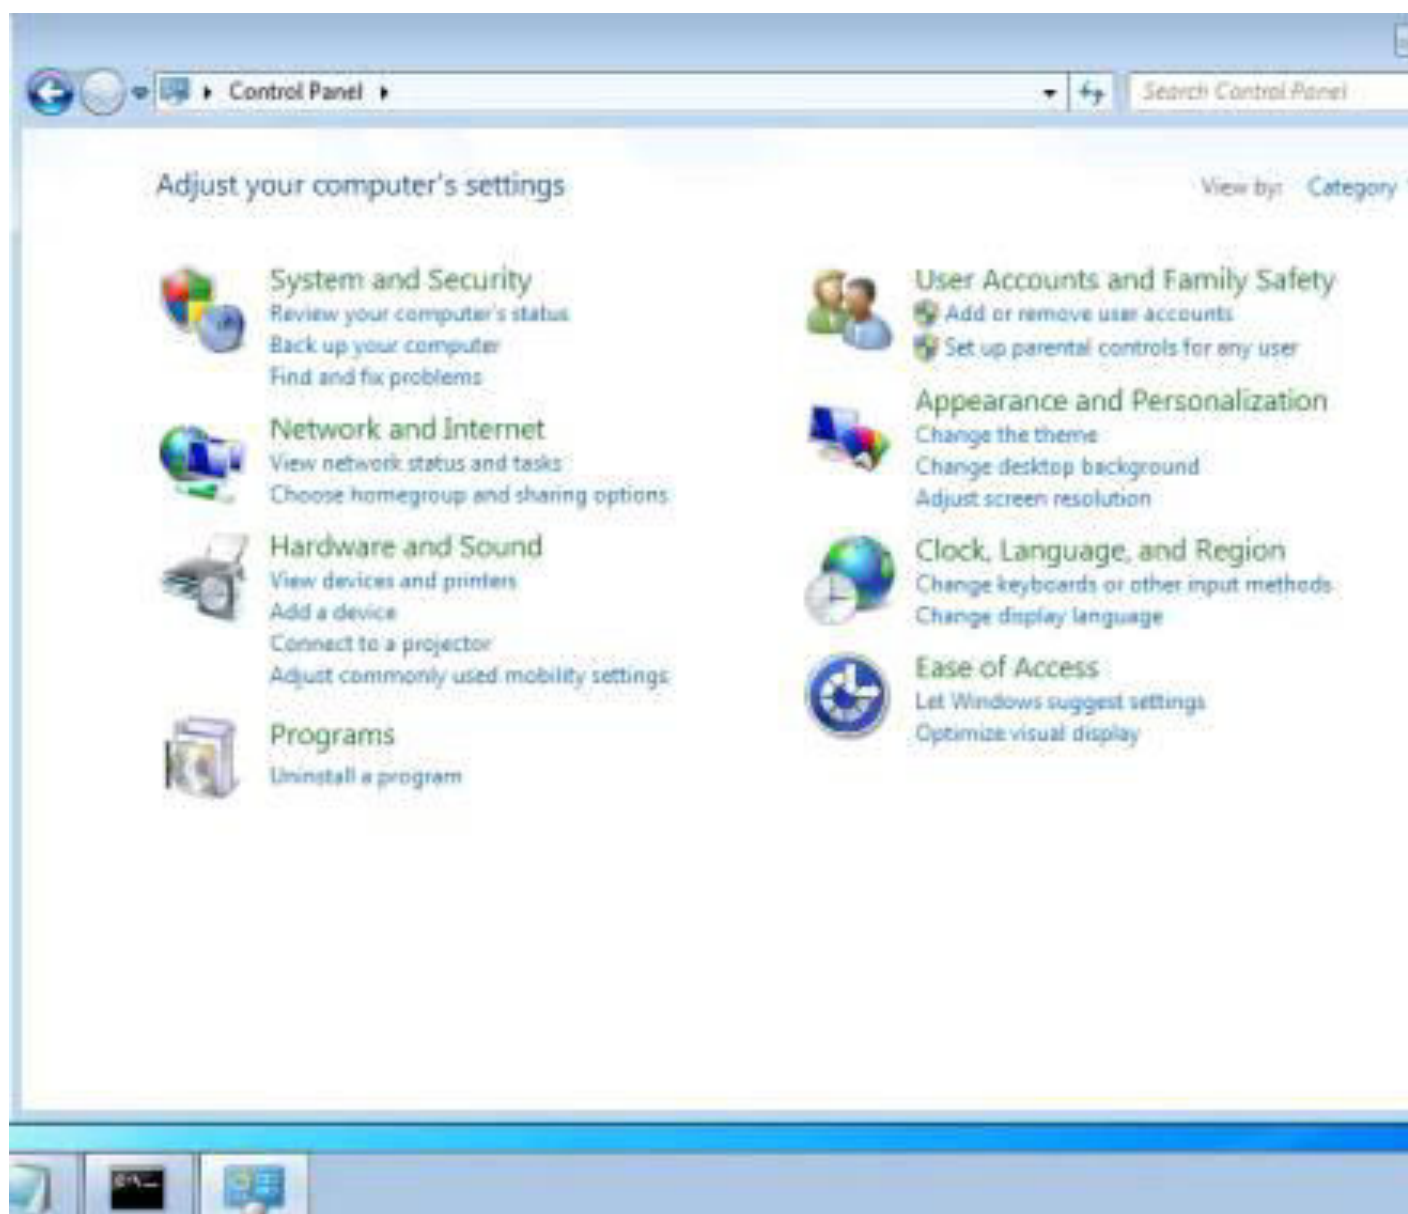 Control Panel
Search Control Panel
Adjust your computer's settings
View by: Category
System and Security
Review your computer's status
Back up your computer
Find and fix problems
Network and Internet
View network status and tasks
Choose homegroup and sharing options
Hardware and Sound
View devices and printers
Add a device
Connect to a projector
Adjust commonly used mobility settings
Programs
Uninstall a program
User Accounts and Family Safety
Add or remove user accounts
Set up parental controls for any user
Appearance and Personalization
Change the theme
Change desktop background
Adjust screen resolution
Clock, Language, and Region
Change keyboards or other input methods
Change display language
Ease of Access
Let Windows suggest settings
Optimize visual display